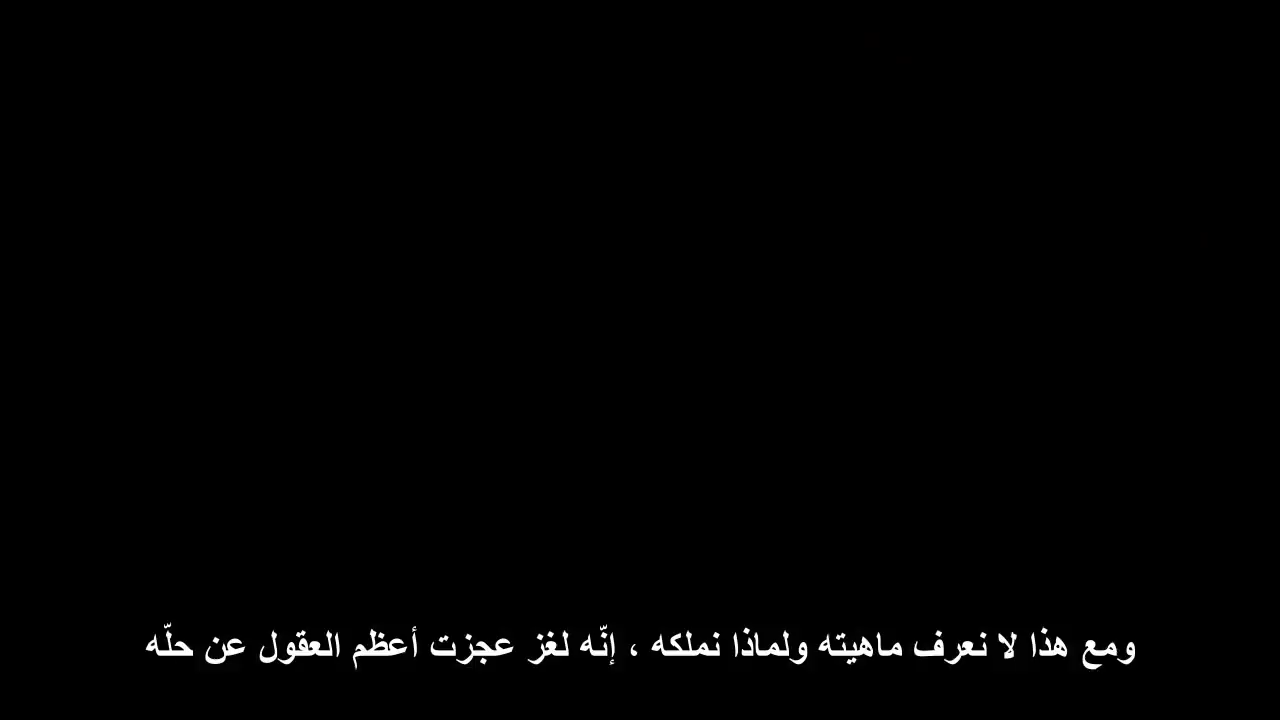 ومع هذا لا نعرف ماهيته ولماذا نملكه ، إنّه لغز عجزت أعظم العقول عن حلّه